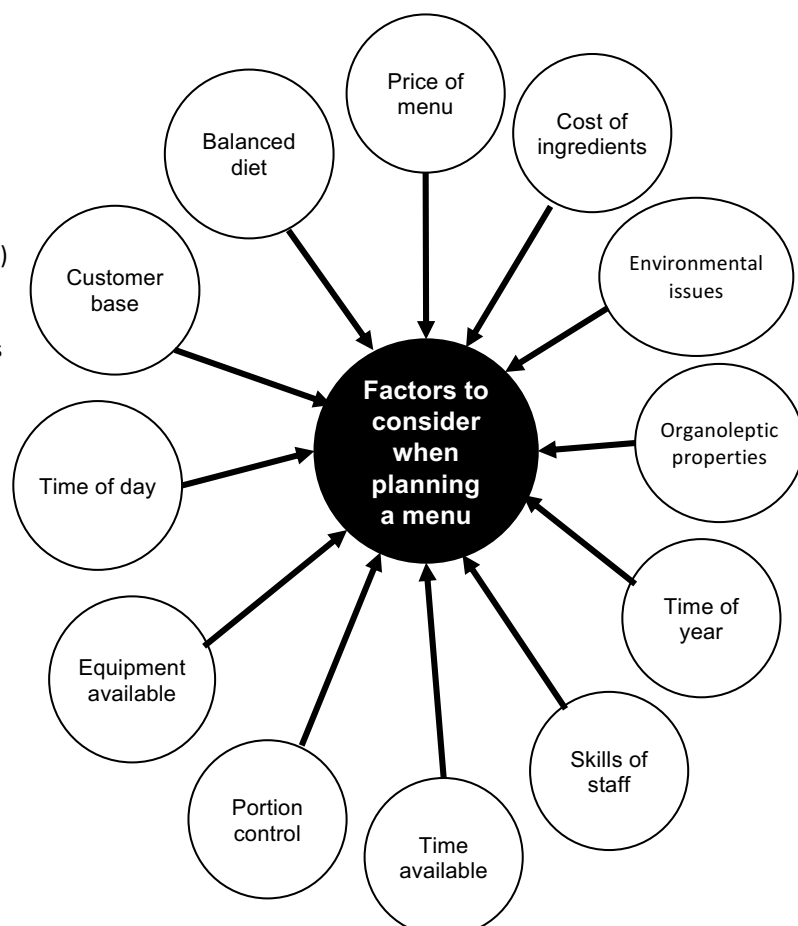 Price of
menu
Cost of
ingredients
Balanced
diet
Environmental
issues
)
Customer
base
s
Factors to
consider
when
planning
a menu
Organoleptic
properties
Time of day
Time of
year
Equipment
available
Skills of
staff
Portion
control
Time
available